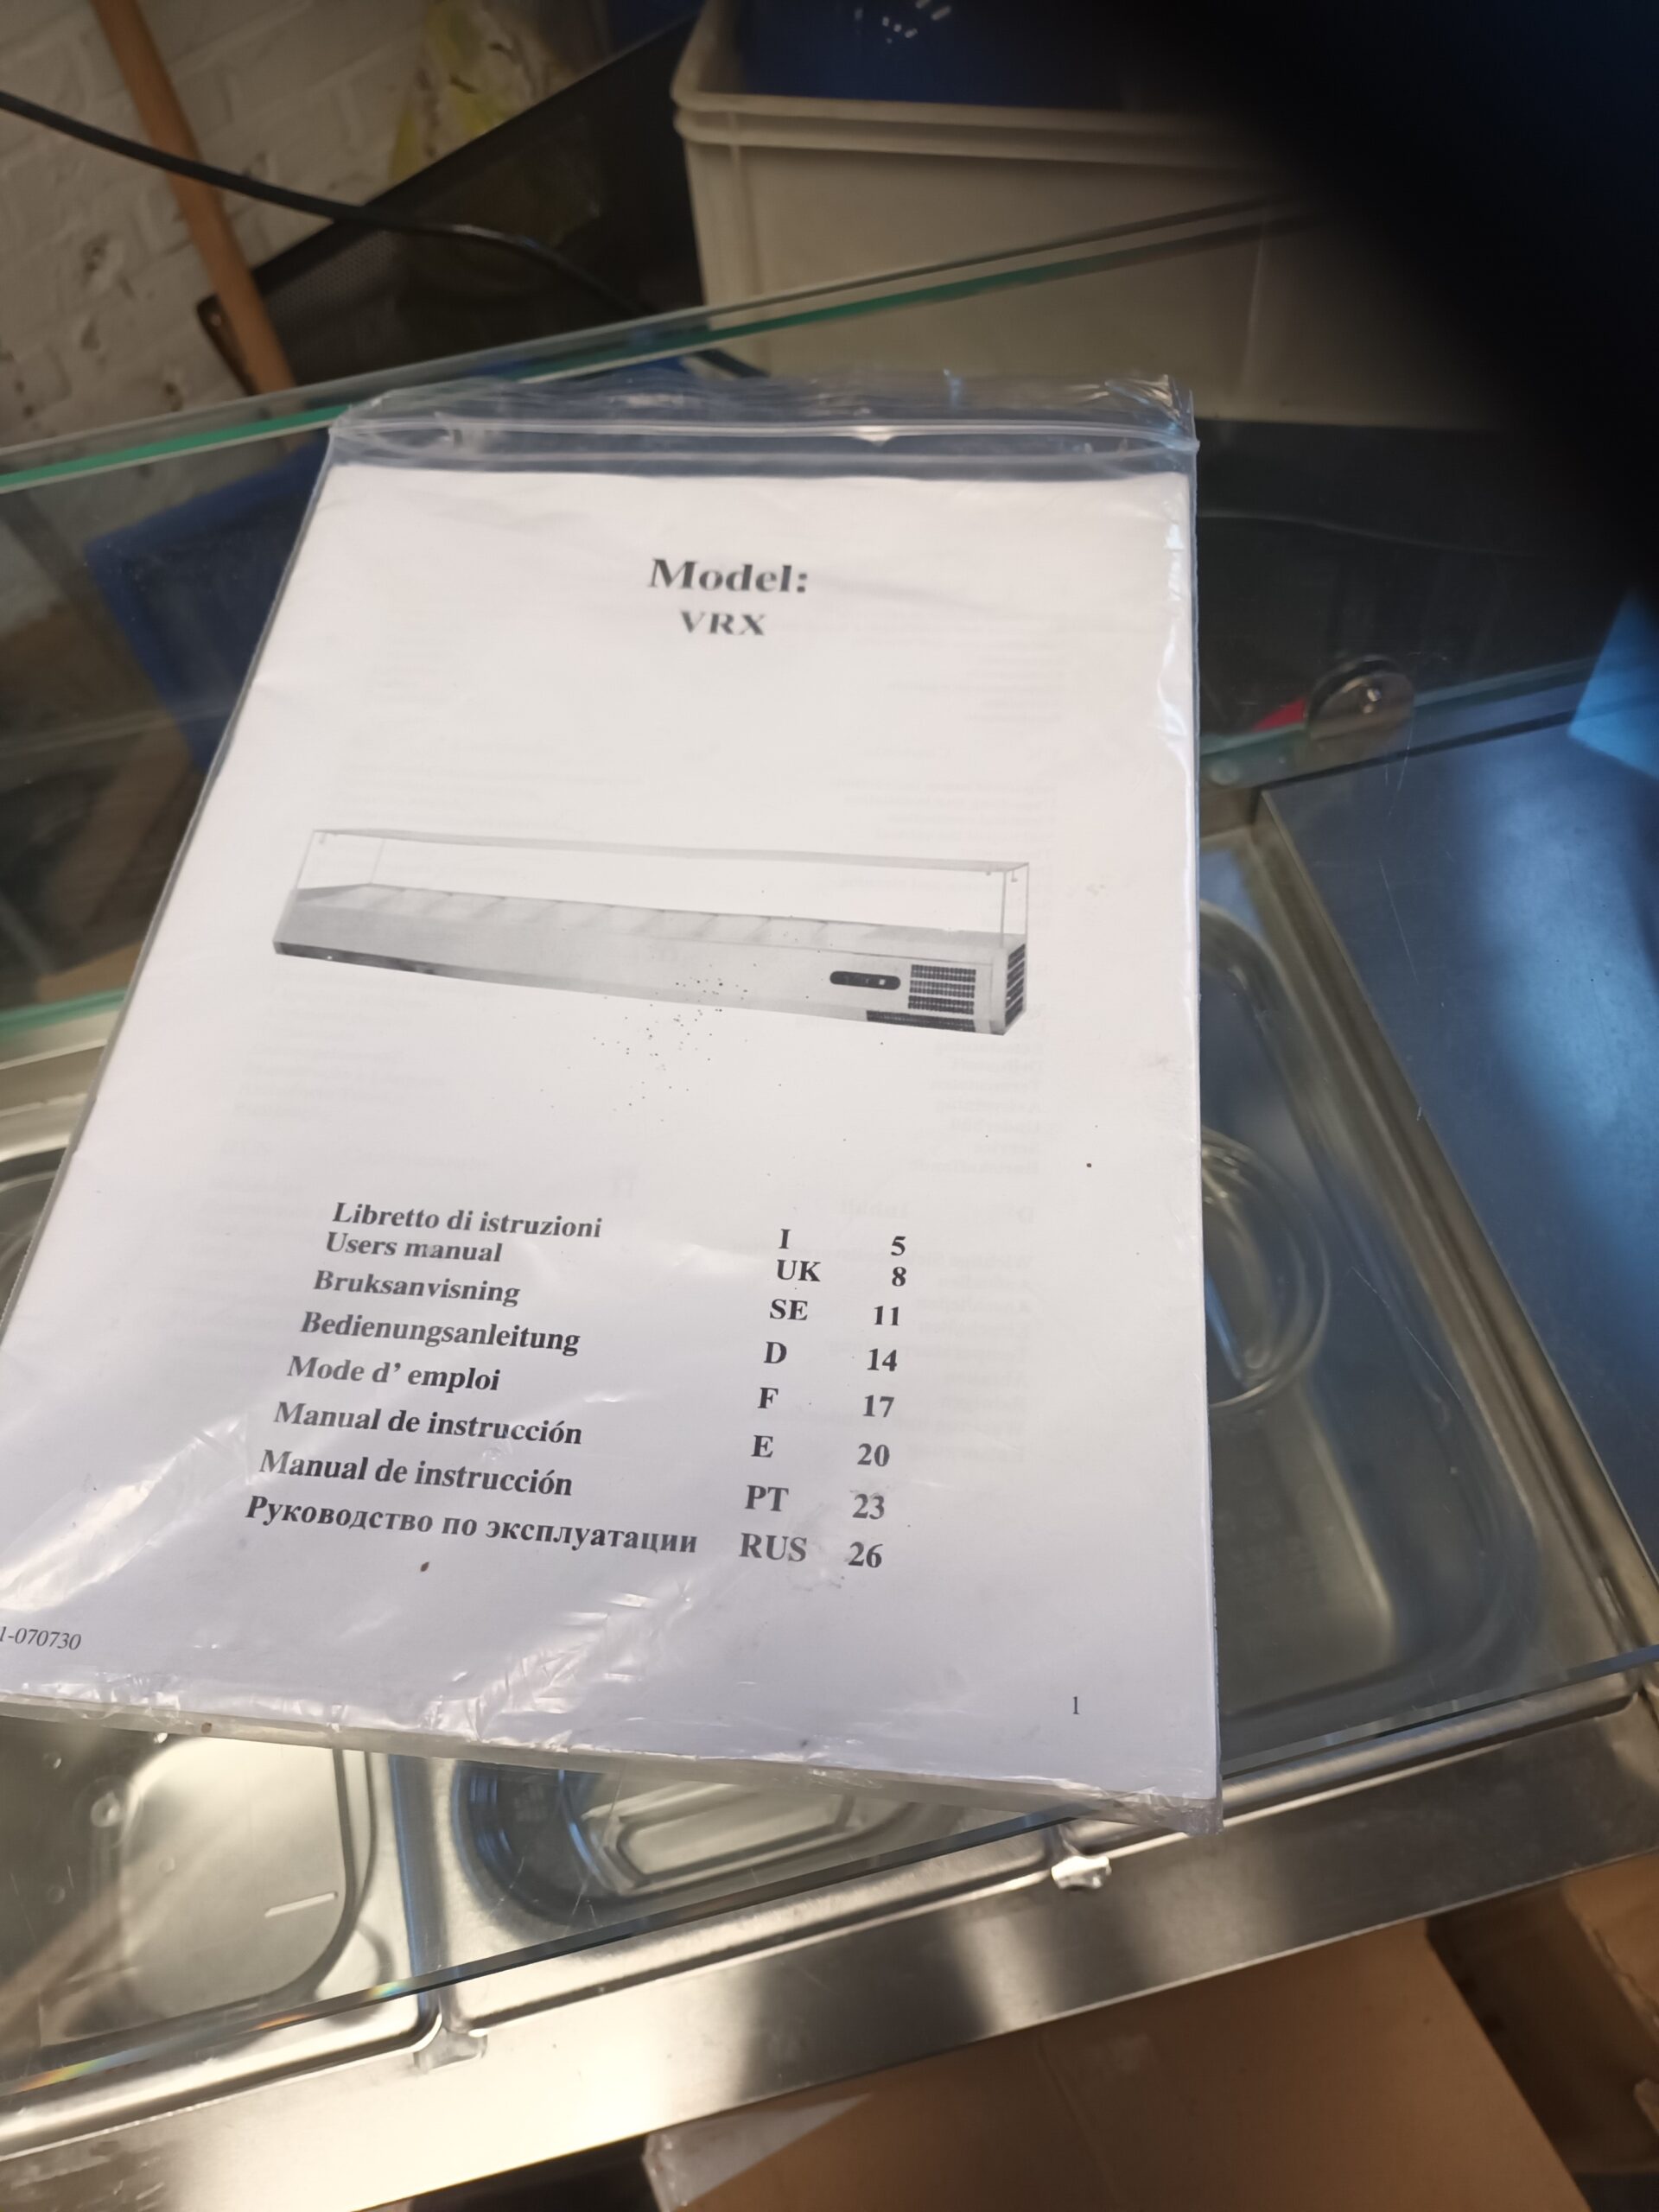 Model:
VRX
Libretto di istruzioni I 5
Users manual UK 8
Bruksanvisning SE 11
Bedienungsanleitung D 14
Mode d’ emploi F 17
Manual de instrucción E 20
Manual de instrucción PT 23
Руководство по эксплуатации RUS 26
1-070730
1